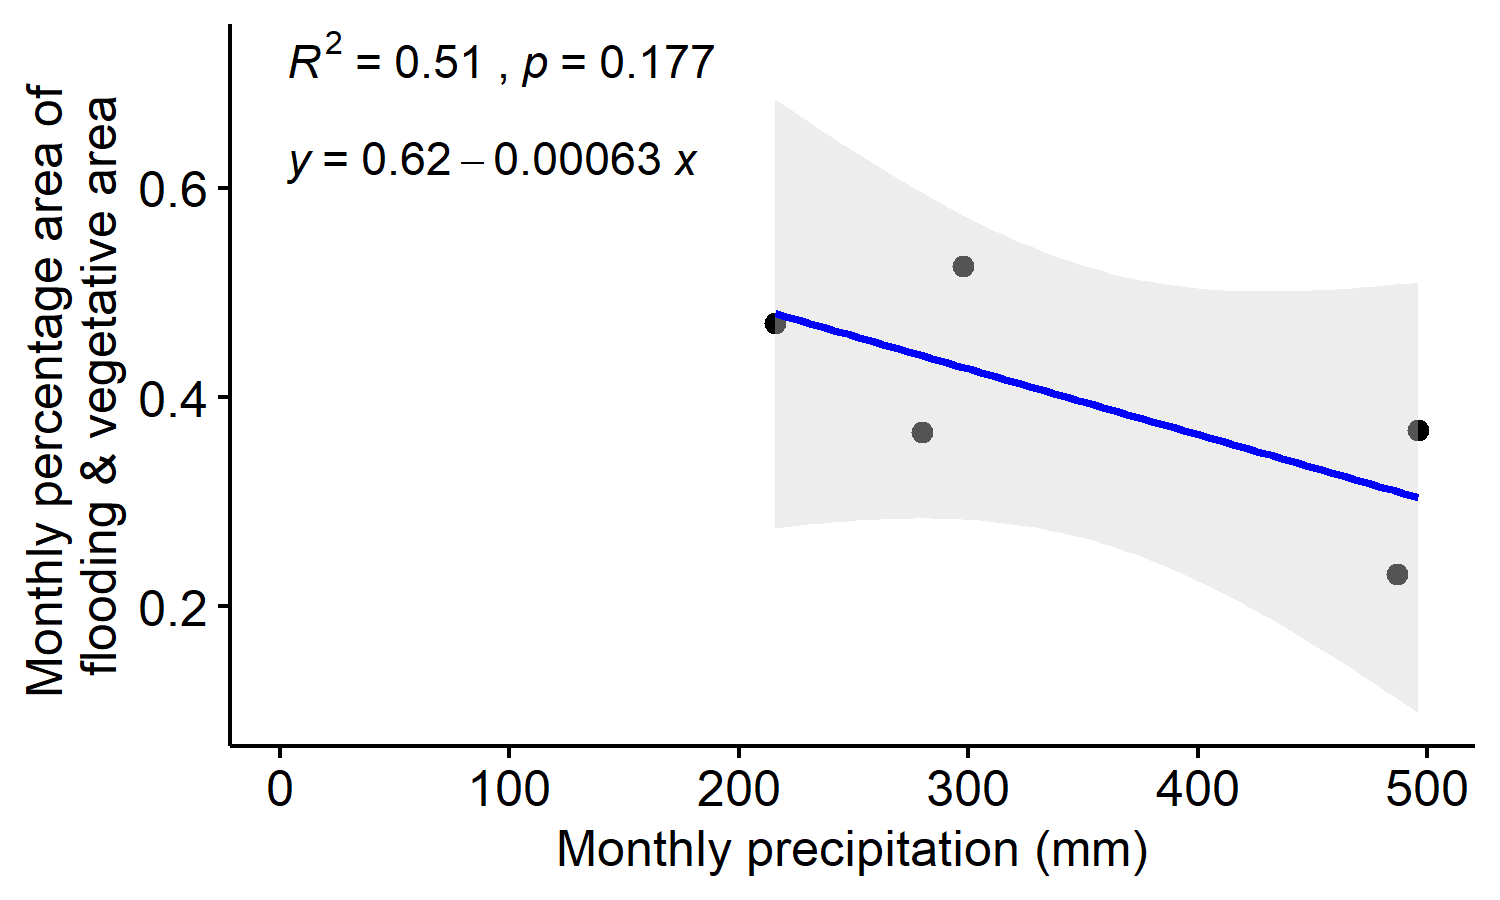 R² = 0.51 , p = 0.177
y = 0.62 – 0.00063 x
Monthly percentage area of
flooding & vegetative area
0.6
0.4
0.2
0 100 200 300 400 500
Monthly precipitation (mm)